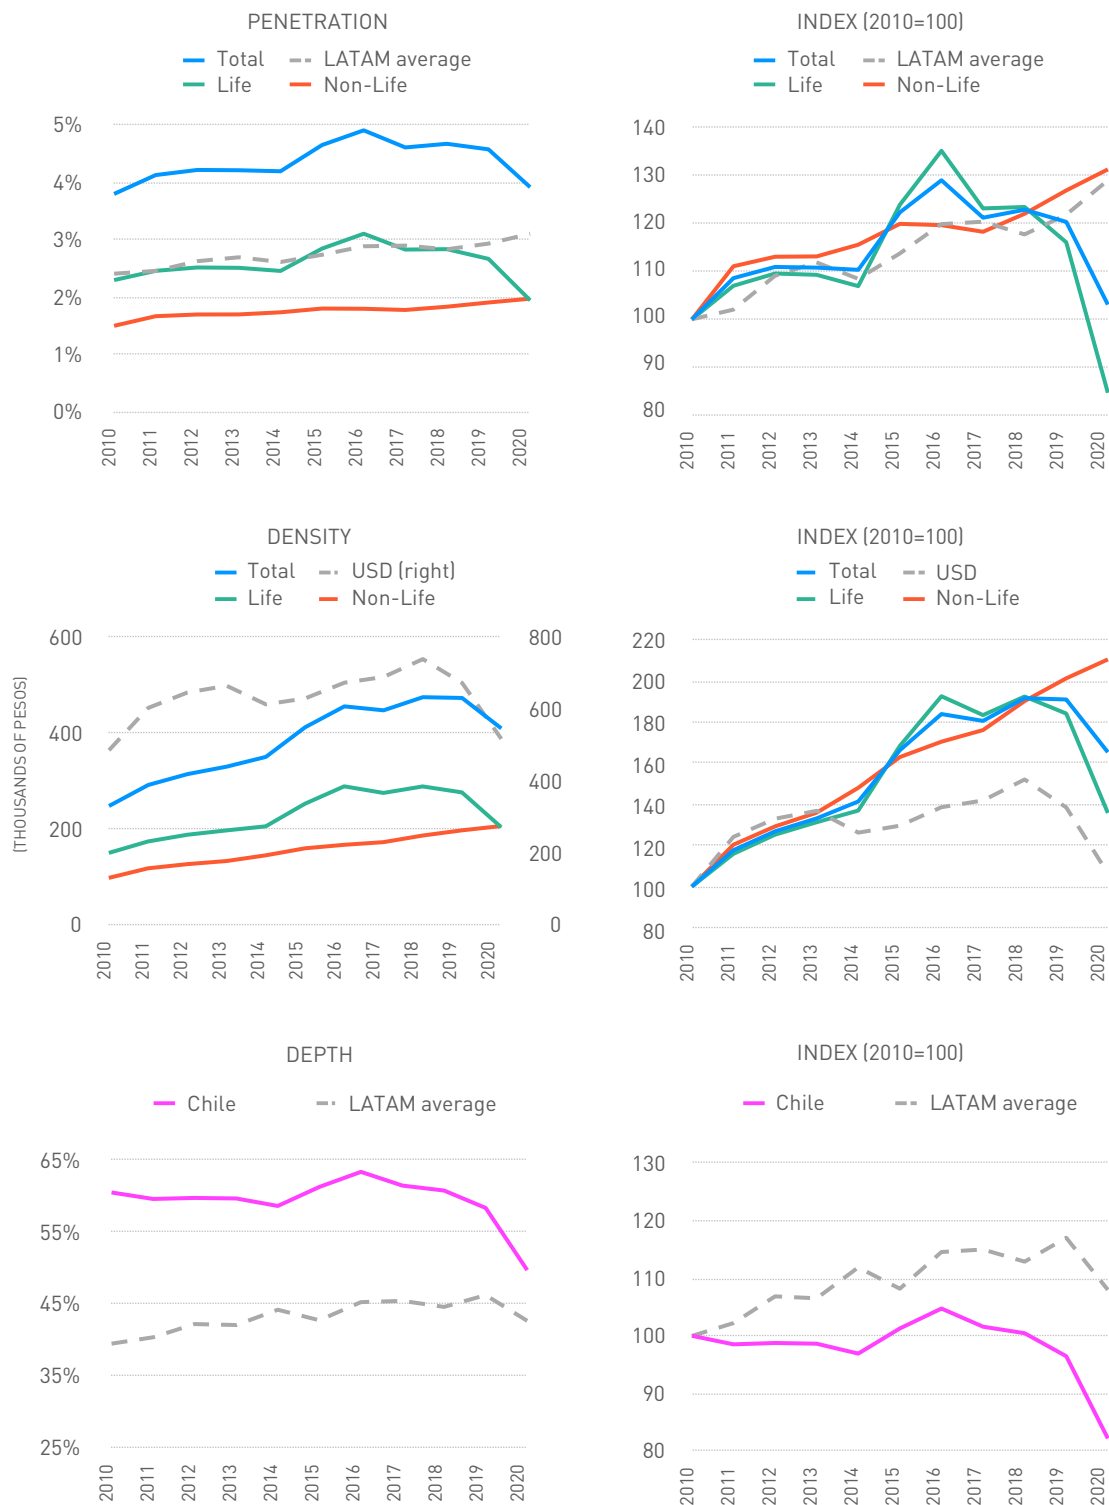 PENETRATION
Total LATAM average
Life Non-Life
5%
4%
3%
2%
1%
0%
2010 2011 2012 2013 2014 2015 2016 2017 2018 2019 2020
INDEX (2010=100)
Total LATAM average
Life Non-Life
140
130
120
110
100
90
80
2010 2011 2012 2013 2014 2015 2016 2017 2018 2019 2020
DENSITY
Total USD (right)
Life Non-Life
(THOUSANDS OF PESOS)
600 800
400 600
200 400
0 200
0
2010 2011 2012 2013 2014 2015 2016 2017 2018 2019 2020
INDEX (2010=100)
Total USD
Life Non-Life
220
200
180
160
140
120
100
80
2010 2011 2012 2013 2014 2015 2016 2017 2018 2019 2020
DEPTH
Chile LATAM average
65%
55%
45%
35%
25%
2010 2011 2012 2013 2014 2015 2016 2017 2018 2019 2020
INDEX (2010=100)
Chile LATAM average
130
120
110
100
90
80
2010 2011 2012 2013 2014 2015 2016 2017 2018 2019 2020